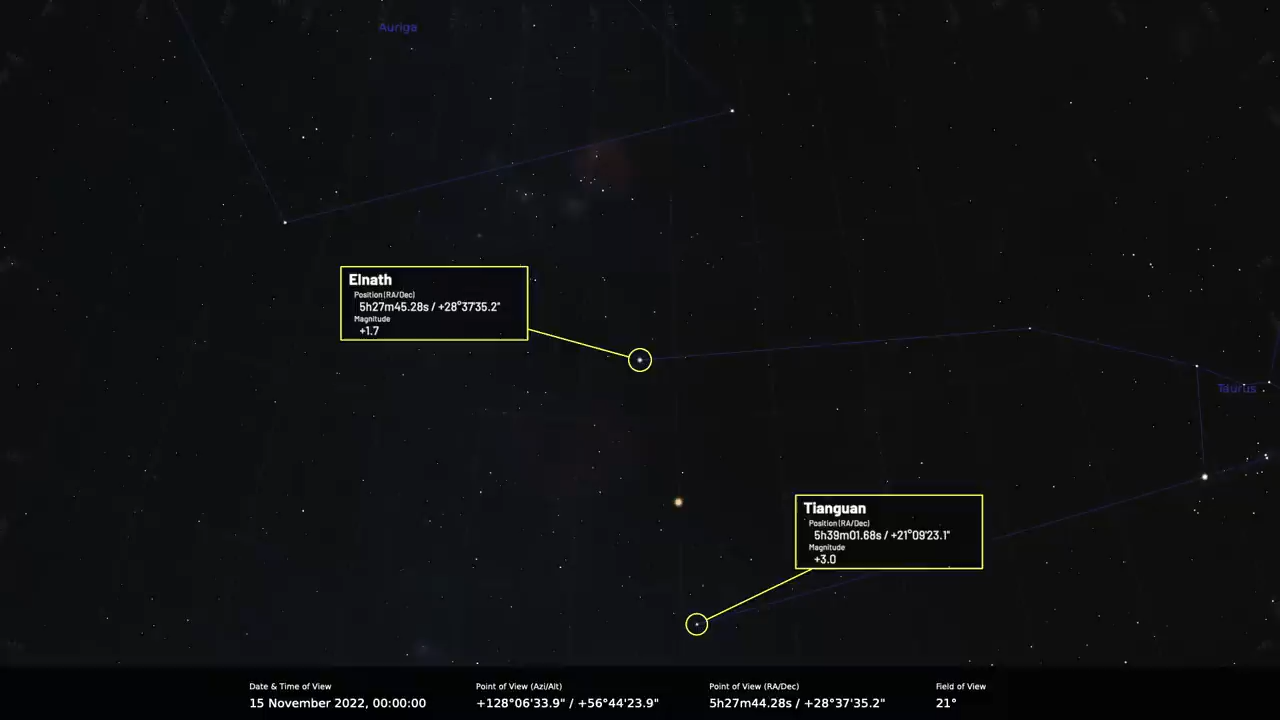 Auriga
Elnath
Position (RA/Dec)
5h27m45.28s / +28°37'35.2"
Magnitude
+1.7
Taurus
Tianguan
Position (RA/Dec)
5h39m01.68s / +21°09'23.1"
Magnitude
+3.0
Date & Time of View
15 November 2022, 00:00:00
Point of View (Azi/Alt)
+128°06'33.9" / +56°44'23.9"
Point of View (RA/Dec)
5h27m44.28s / +28°37'35.2"
Field of View
21°